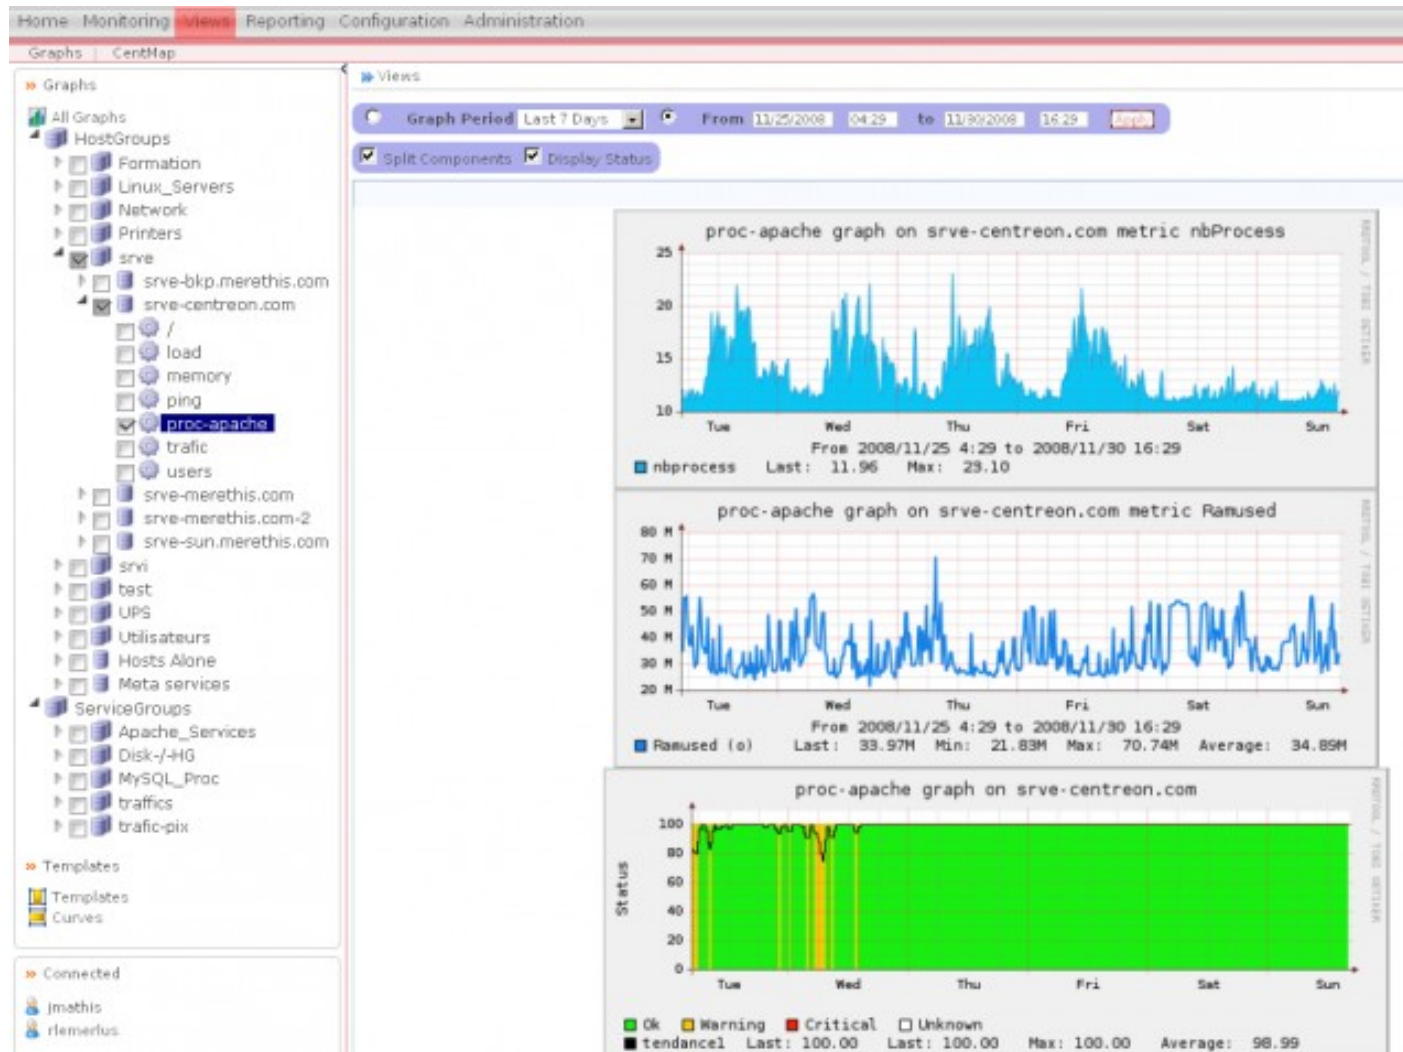 Home Monitoring Views Reporting Configuration Administration
Graphs | CentMap
Graphs
All Graphs
HostGroups
Formation
Linux_Servers
Network
Printers
srve
srve-bkp.merethis.com
srve-centreon.com
/
load
memory
ping
proc-apache
trafic
users
srve-merethis.com
srve-merethis.com-2
srve-sun.merethis.com
srvi
test
UPS
Utilisateurs
Hosts Alone
Meta services
ServiceGroups
Apache_Services
Disk-/-HG
MySQL_Proc
traffics
trafic-pix
Templates
Templates
Curves
Connected
jmathis
rlemerlus
Views
Graph Period Last 7 Days From 11/25/2008 04:29 to 11/30/2008 16:29 Apply
Split Components Display Status
proc-apache graph on srve-centreon.com metric nbProcess
25
20
15
10
Tue Wed Thu Fri Sat Sun
From 2008/11/25 4:29 to 2008/11/30 16:29
nbprocess Last: 11.96 Max: 23.10
RRDTOOL / TOBI OETIKER
proc-apache graph on srve-centreon.com metric Ramused
80 M
70 M
60 M
50 M
40 M
30 M
20 M
Tue Wed Thu Fri Sat Sun
From 2008/11/25 4:29 to 2008/11/30 16:29
Ramused (o) Last: 33.97M Min: 21.83M Max: 70.74M Average: 34.89M
RRDTOOL / TOBI OETIKER
proc-apache graph on srve-centreon.com
Status
100
80
60
40
20
0
Tue Wed Thu Fri Sat Sun
Ok Warning Critical Unknown
tendance1 Last: 100.00 Last: 100.00 Max: 100.00 Average: 98.99
RRDTOOL / TOBI OETIKER